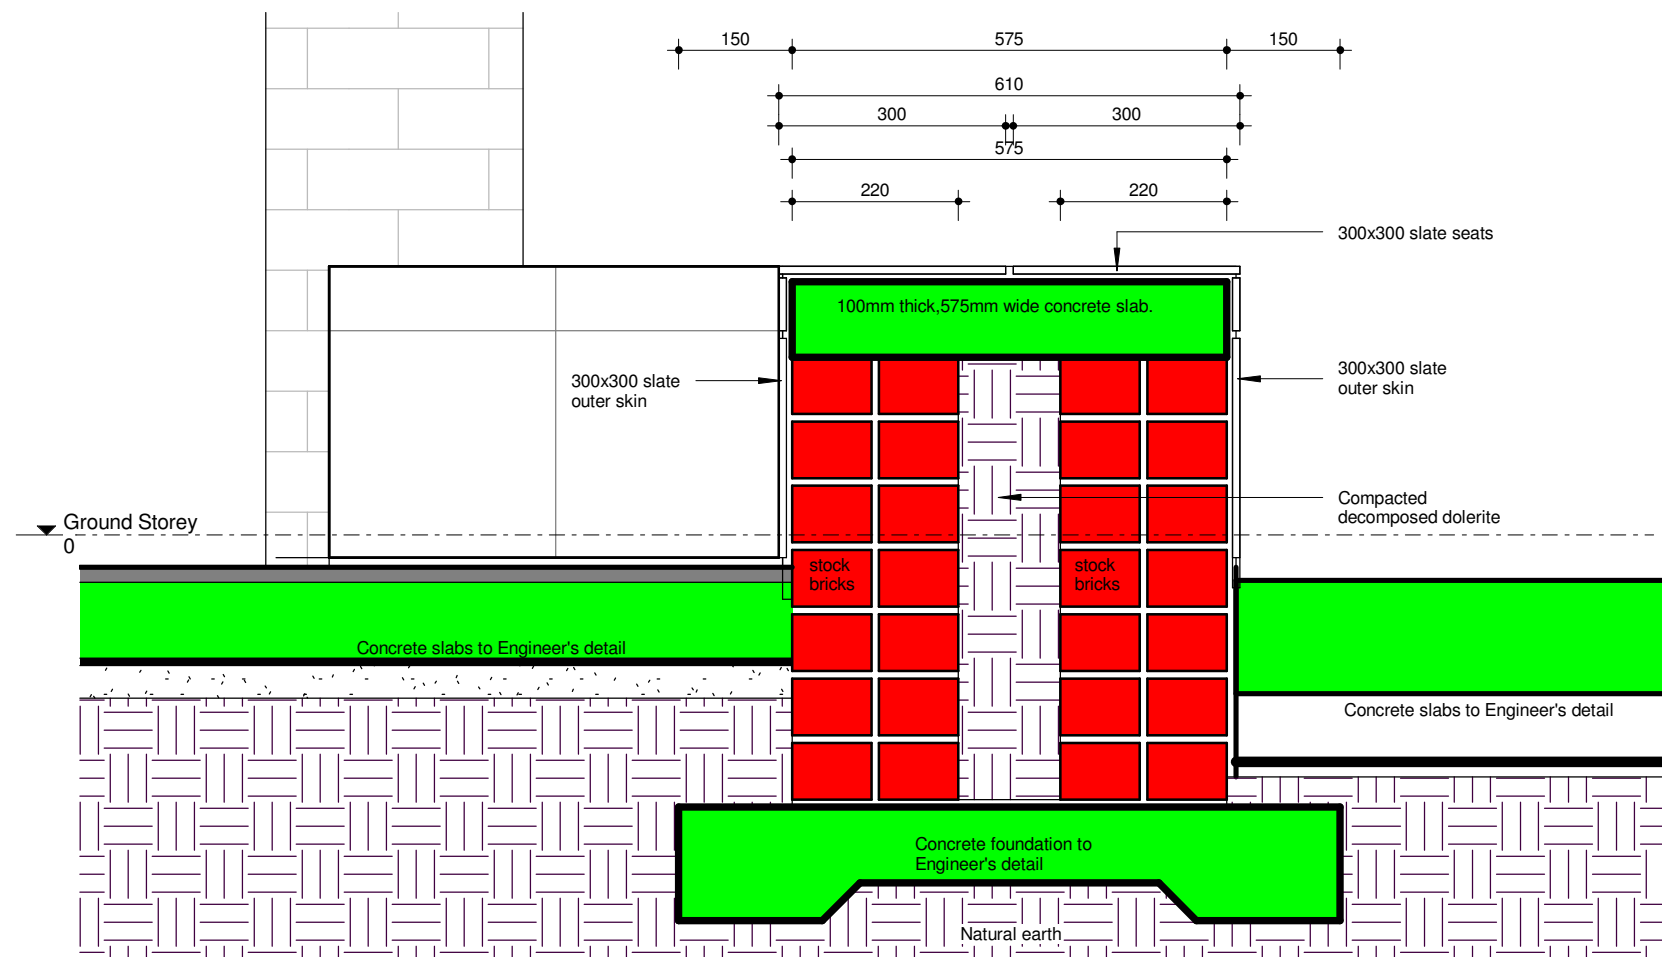 150
575
150
610
300
300
575
220
220
300x300 slate seats
100mm thick,575mm wide concrete slab.
300x300 slate
outer skin
300x300 slate
outer skin
Compacted
decomposed dolerite
Ground Storey
0
stock
bricks
stock
bricks
Concrete slabs to Engineer's detail
Concrete slabs to Engineer's detail
Concrete foundation to
Engineer's detail
Natural earth